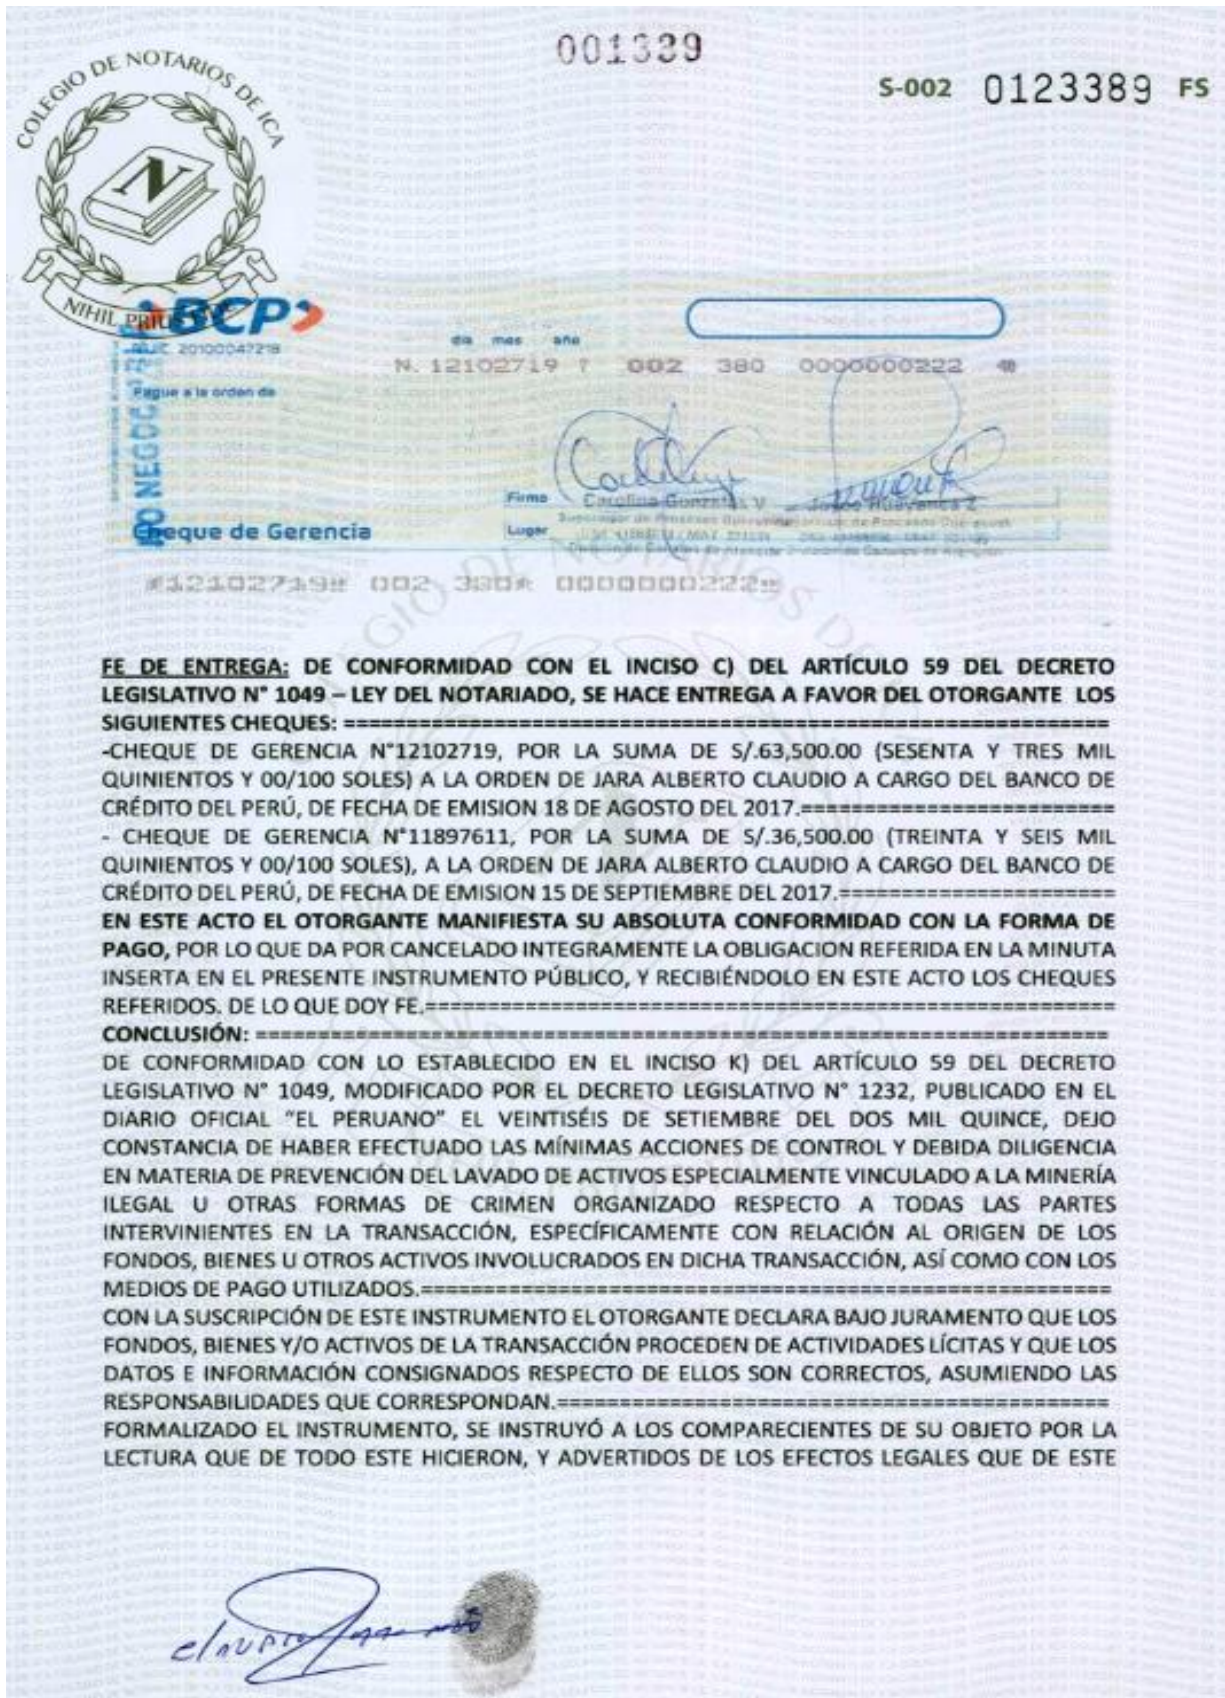 001339
S-002 0123389 FS
COLEGIO DE NOTARIOS DE ICA
N
NIHIL
BCP
R.U.C. 20100047218
dia mes año
N. 12102719 7 002 380 0000000222
Pague a la orden de
NO NEGOC
Firma Carolina Gonzales V Huayanca Z
Lugar
Cheque de Gerencia
12102719 002 380 0000000222
FE DE ENTREGA: DE CONFORMIDAD CON EL INCISO C) DEL ARTÍCULO 59 DEL DECRETO
LEGISLATIVO N° 1049 – LEY DEL NOTARIADO, SE HACE ENTREGA A FAVOR DEL OTORGANTE LOS
SIGUIENTES CHEQUES: =============================================================
-CHEQUE DE GERENCIA N°12102719, POR LA SUMA DE S/.63,500.00 (SESENTA Y TRES MIL
QUINIENTOS Y 00/100 SOLES) A LA ORDEN DE JARA ALBERTO CLAUDIO A CARGO DEL BANCO DE
CRÉDITO DEL PERÚ, DE FECHA DE EMISION 18 DE AGOSTO DEL 2017.=========================
- CHEQUE DE GERENCIA N°11897611, POR LA SUMA DE S/.36,500.00 (TREINTA Y SEIS MIL
QUINIENTOS Y 00/100 SOLES), A LA ORDEN DE JARA ALBERTO CLAUDIO A CARGO DEL BANCO DE
CRÉDITO DEL PERÚ, DE FECHA DE EMISION 15 DE SEPTIEMBRE DEL 2017.======================
EN ESTE ACTO EL OTORGANTE MANIFIESTA SU ABSOLUTA CONFORMIDAD CON LA FORMA DE
PAGO, POR LO QUE DA POR CANCELADO INTEGRAMENTE LA OBLIGACION REFERIDA EN LA MINUTA
INSERTA EN EL PRESENTE INSTRUMENTO PÚBLICO, Y RECIBIÉNDOLO EN ESTE ACTO LOS CHEQUES
REFERIDOS. DE LO QUE DOY FE.=======================================================
CONCLUSIÓN: ====================================================================
DE CONFORMIDAD CON LO ESTABLECIDO EN EL INCISO K) DEL ARTÍCULO 59 DEL DECRETO
LEGISLATIVO N° 1049, MODIFICADO POR EL DECRETO LEGISLATIVO N° 1232, PUBLICADO EN EL
DIARIO OFICIAL "EL PERUANO" EL VEINTISÉIS DE SETIEMBRE DEL DOS MIL QUINCE, DEJO
CONSTANCIA DE HABER EFECTUADO LAS MÍNIMAS ACCIONES DE CONTROL Y DEBIDA DILIGENCIA
EN MATERIA DE PREVENCIÓN DEL LAVADO DE ACTIVOS ESPECIALMENTE VINCULADO A LA MINERÍA
ILEGAL U OTRAS FORMAS DE CRIMEN ORGANIZADO RESPECTO A TODAS LAS PARTES
INTERVINIENTES EN LA TRANSACCIÓN, ESPECÍFICAMENTE CON RELACIÓN AL ORIGEN DE LOS
FONDOS, BIENES U OTROS ACTIVOS INVOLUCRADOS EN DICHA TRANSACCIÓN, ASÍ COMO CON LOS
MEDIOS DE PAGO UTILIZADOS.=======================================================
CON LA SUSCRIPCIÓN DE ESTE INSTRUMENTO EL OTORGANTE DECLARA BAJO JURAMENTO QUE LOS
FONDOS, BIENES Y/O ACTIVOS DE LA TRANSACCIÓN PROCEDEN DE ACTIVIDADES LÍCITAS Y QUE LOS
DATOS E INFORMACIÓN CONSIGNADOS RESPECTO DE ELLOS SON CORRECTOS, ASUMIENDO LAS
RESPONSABILIDADES QUE CORRESPONDAN.============================================
FORMALIZADO EL INSTRUMENTO, SE INSTRUYÓ A LOS COMPARECIENTES DE SU OBJETO POR LA
LECTURA QUE DE TODO ESTE HICIERON, Y ADVERTIDOS DE LOS EFECTOS LEGALES QUE DE ESTE